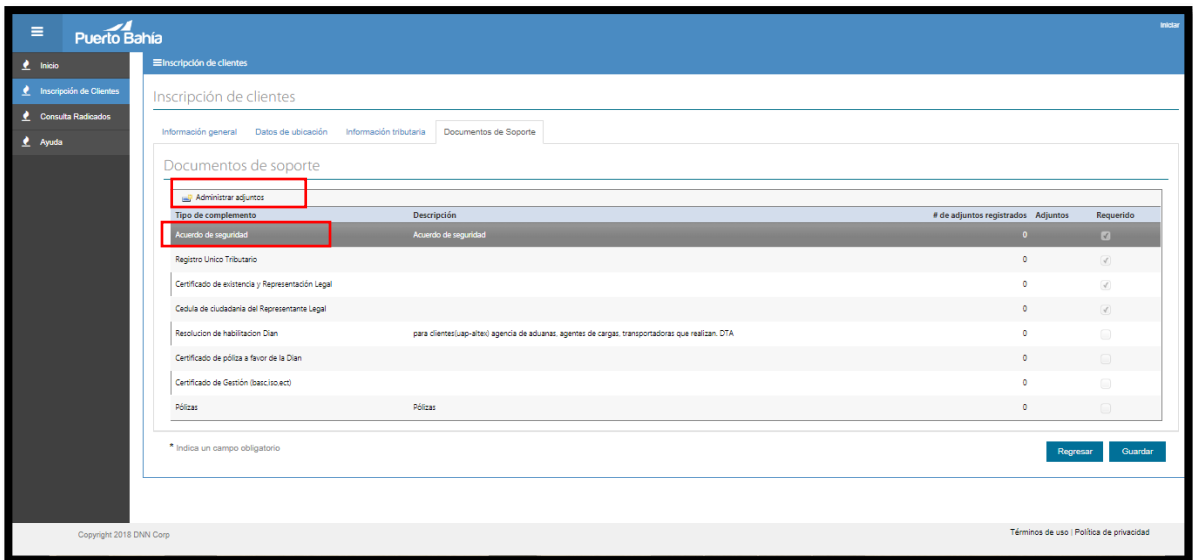 Puerto Bahía
Iniciar
Inicio
Inscripción de Clientes
Consulta Radicados
Ayuda
Inscripción de clientes
Inscripción de clientes
Información general Datos de ubicación Información tributaria Documentos de Soporte
Documentos de soporte
Administrar adjuntos
Tipo de complemento Descripción # de adjuntos registrados Adjuntos Requerido
Acuerdo de seguridad Acuerdo de seguridad 0
Registro Unico Tributario 0
Certificado de existencia y Representación Legal 0
Cedula de ciudadania del Representante Legal 0
Resolucion de habilitacion Dian para clientes(uap-altex) agencia de aduanas, agentes de cargas, transportadoras que realizan. DTA 0
Certificado de póliza a favor de la Dian 0
Certificado de Gestión (basc,iso,ect) 0
Pólizas Pólizas 0
* Indica un campo obligatorio
Regresar Guardar
Copyright 2018 DNN Corp
Términos de uso | Política de privacidad